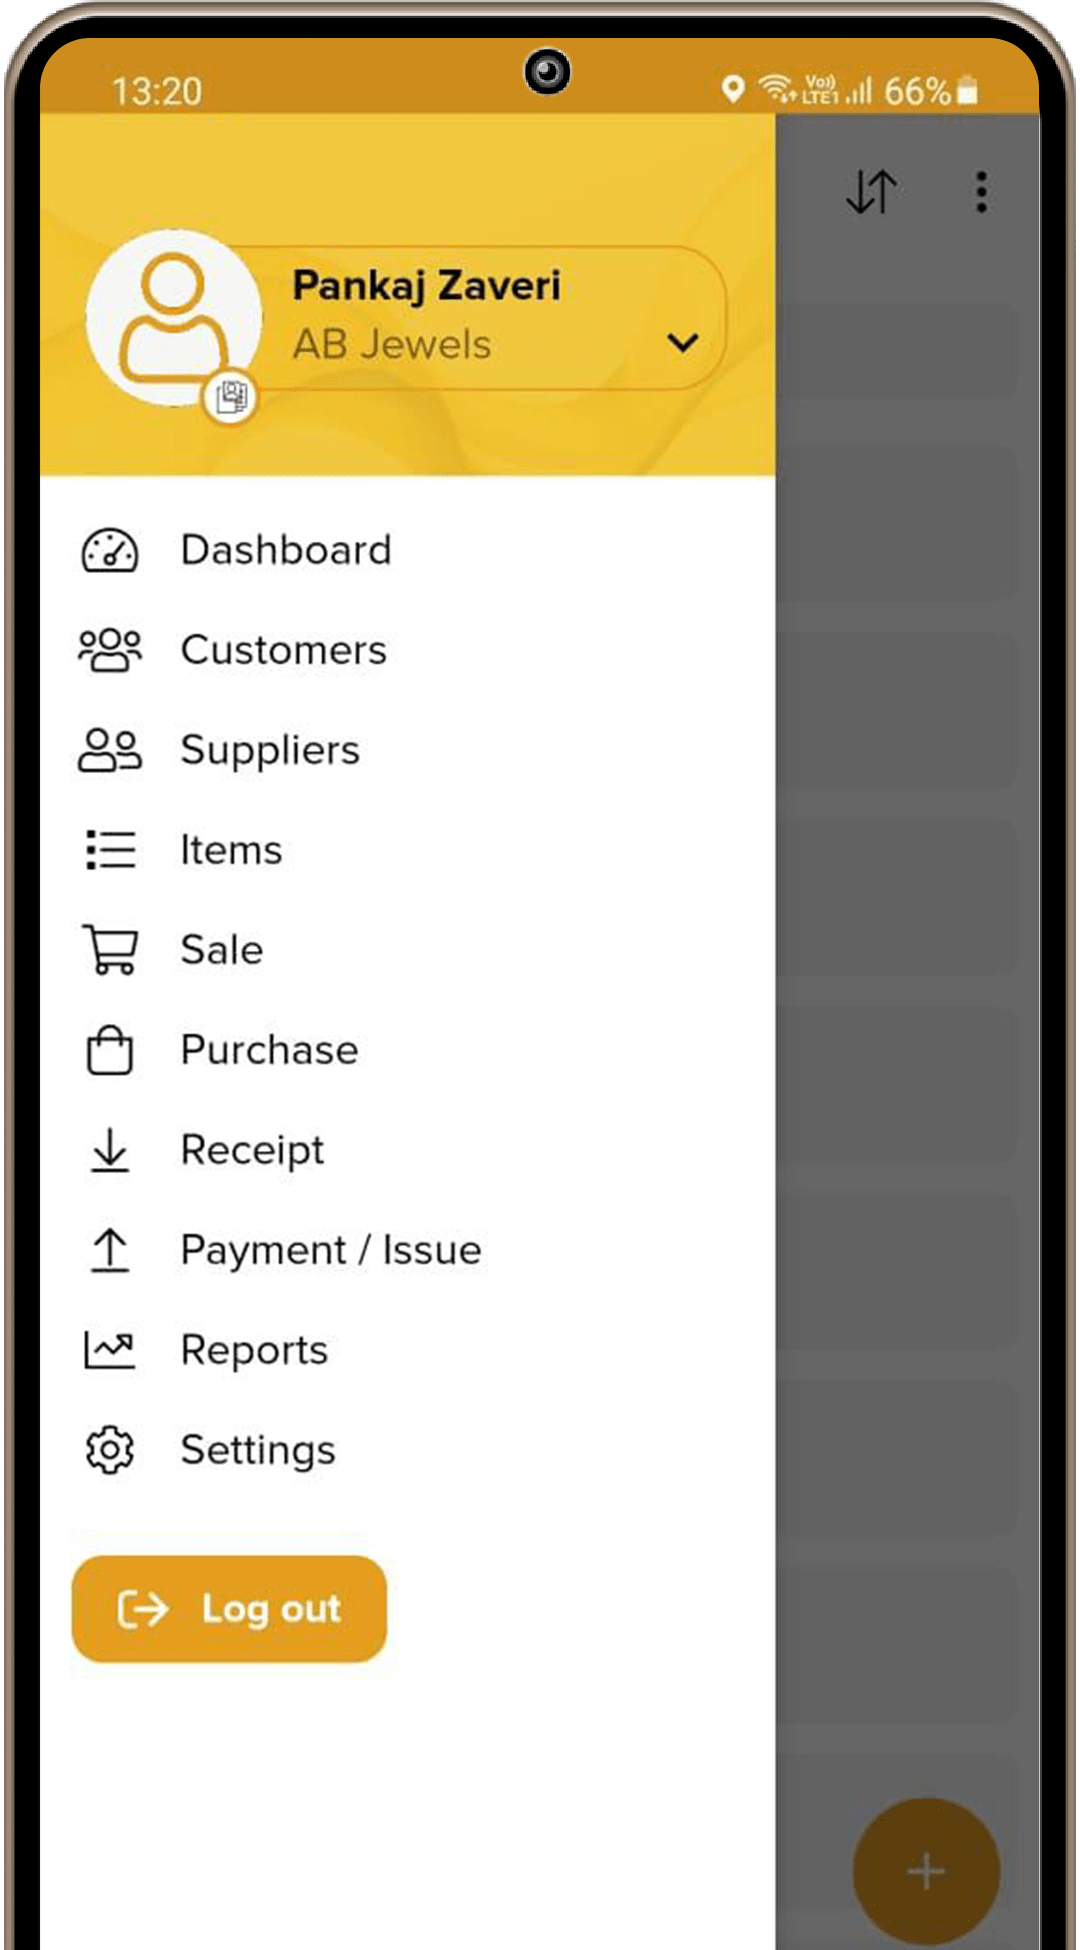 13:20
Vo))
LTE1
66%
Pankaj Zaveri
AB Jewels
Dashboard
Customers
Suppliers
Items
Sale
Purchase
Receipt
Payment / Issue
Reports
Settings
Log out